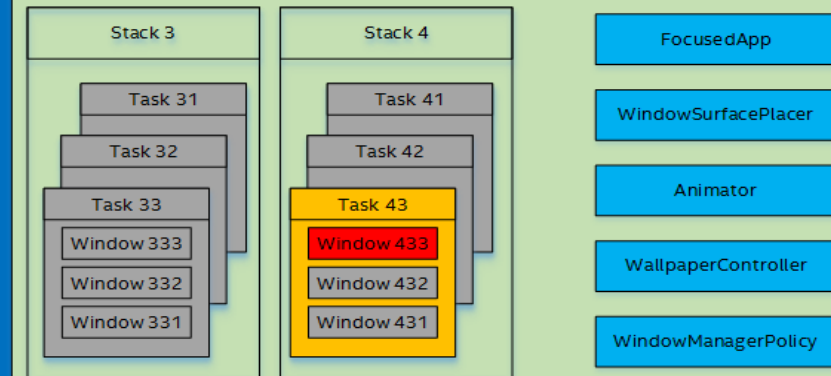 Stack 3
Task 31
Task 32
Task 33
Window 333
Window 332
Window 331
Stack 4
Task 41
Task 42
Task 43
Window 433
Window 432
Window 431
FocusedApp
WindowSurfacePlacer
Animator
WallpaperController
WindowManagerPolicy